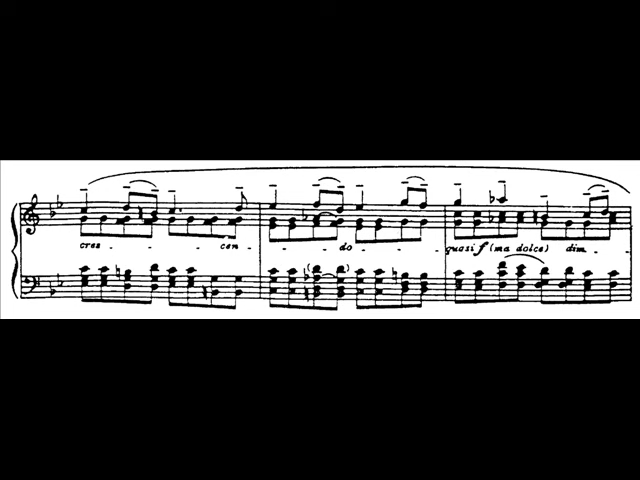 cres - - cen - - do - - quasi f (ma dolce) dim - -